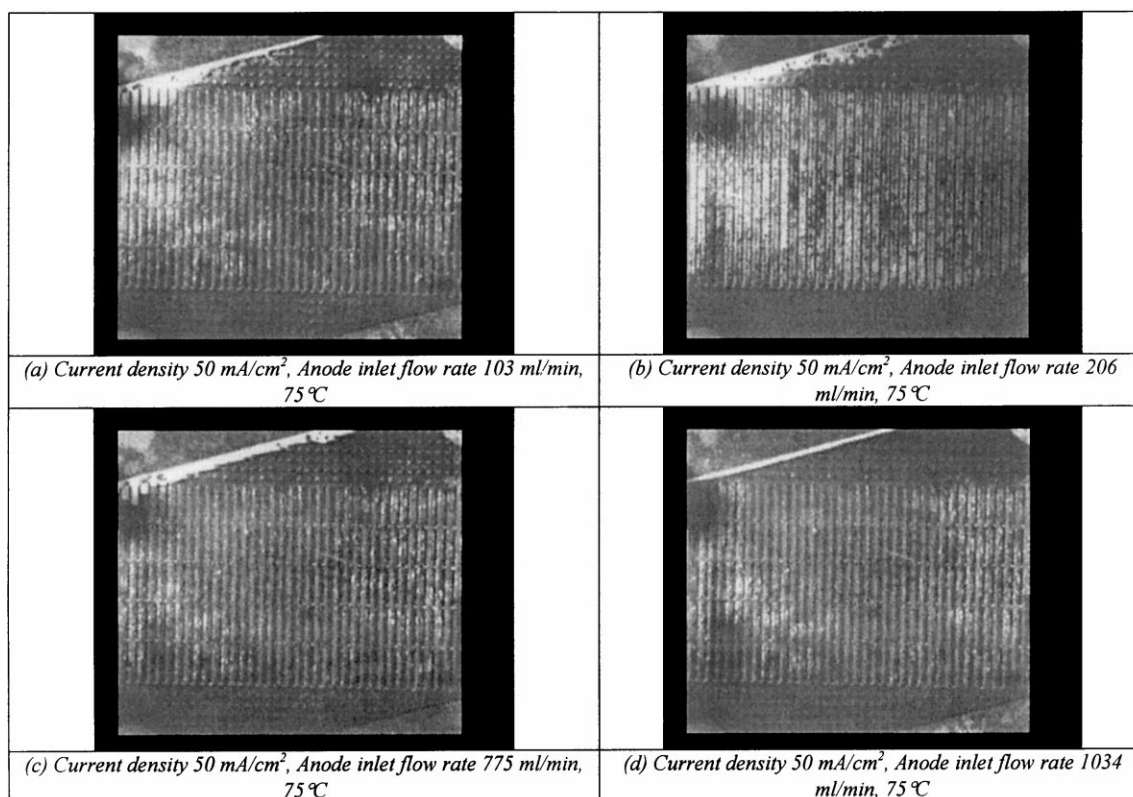 (a) Current density 50 mA/cm², Anode inlet flow rate 103 ml/min,
75°C
(b) Current density 50 mA/cm², Anode inlet flow rate 206
ml/min, 75°C
(c) Current density 50 mA/cm², Anode inlet flow rate 775 ml/min,
75°C
(d) Current density 50 mA/cm², Anode inlet flow rate 1034
ml/min, 75°C